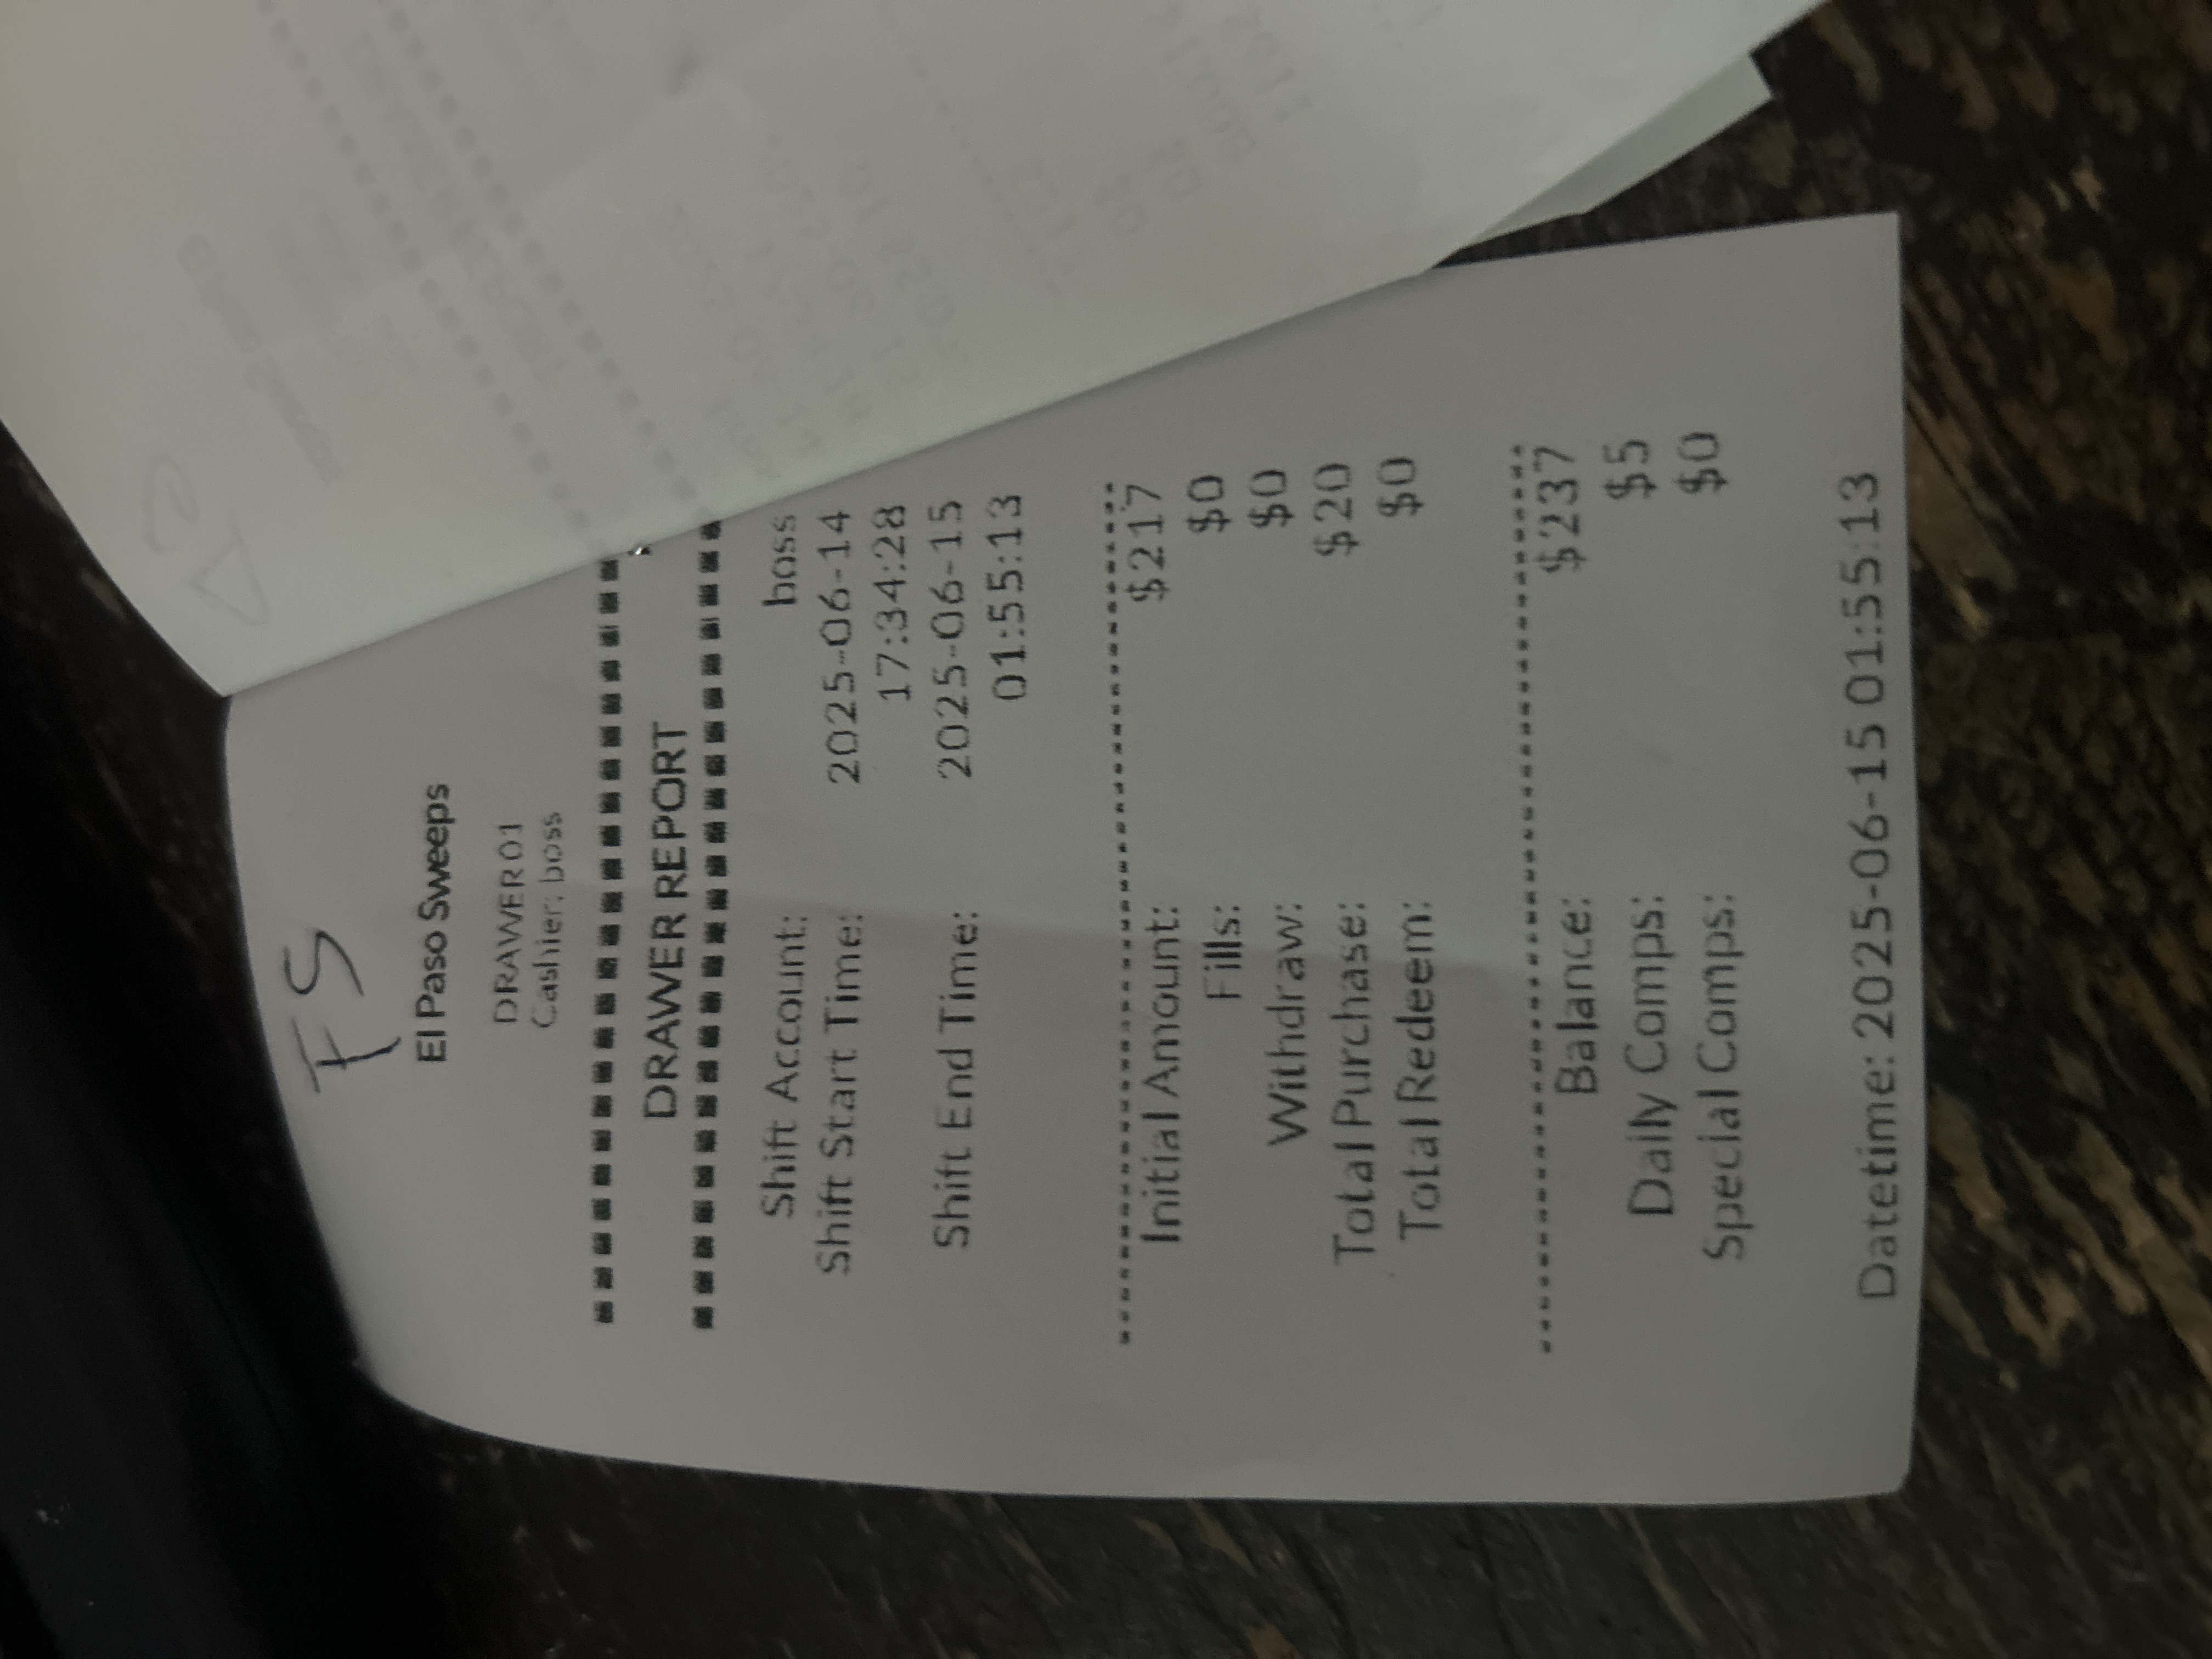 FS
El Paso Sweeps
DRAWER01
Cashier: boss
DRAWER REPORT
Shift Account: boss
Shift Start Time: 2025-06-14
17:34:28
Shift End Time: 2025-06-15
01:55:13
Initial Amount: $217
Fills: $0
Withdraw: $0
Total Purchase: $20
Total Redeem: $0
Balance: $237
Daily Comps: $5
Special Comps: $0
Datetime: 2025-06-15 01:55:13